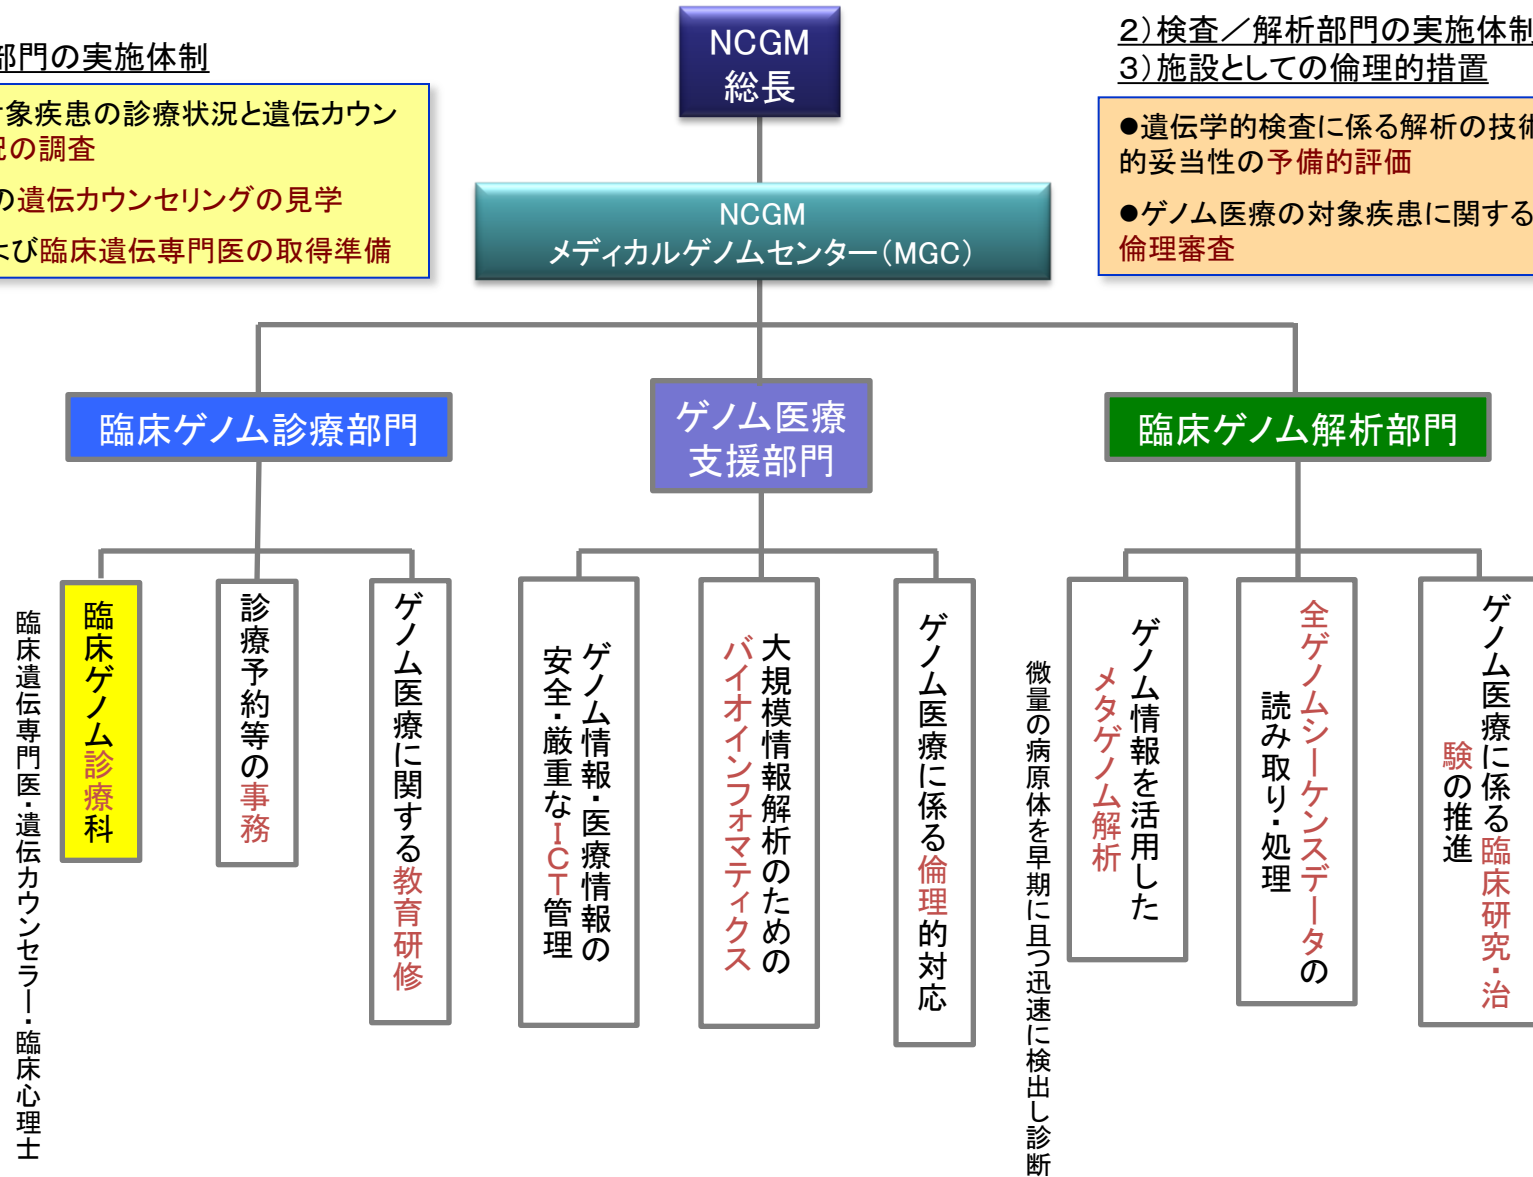 部門の実施体制
対象疾患の診療状況と遺伝カウン
況の調査
の遺伝カウンセリングの見学
よび臨床遺伝専門医の取得準備
NCGM
総長
2)検査／解析部門の実施体制
3)施設としての倫理的措置
●遺伝学的検査に係る解析の技術
的妥当性の予備的評価
●ゲノム医療の対象疾患に関する
倫理審査
NCGM
メディカルゲノムセンター(MGC)
臨床ゲノム診療部門
ゲノム医療
支援部門
臨床ゲノム解析部門
臨床遺伝専門医・遺伝カウンセラー・臨床心理士
臨床ゲノム診療科
診療予約等の事務
ゲノム医療に関する教育研修
ゲノム情報・医療情報の
安全・厳重なICT管理
大規模情報解析のための
バイオインフォマティクス
ゲノム医療に係る倫理的対応
微量の病原体を早期に且つ迅速に検出し診断
ゲノム情報を活用した
メタゲノム解析
全ゲノムシーケンスデータの
読み取り・処理
ゲノム医療に係る臨床研究・治
験の推進